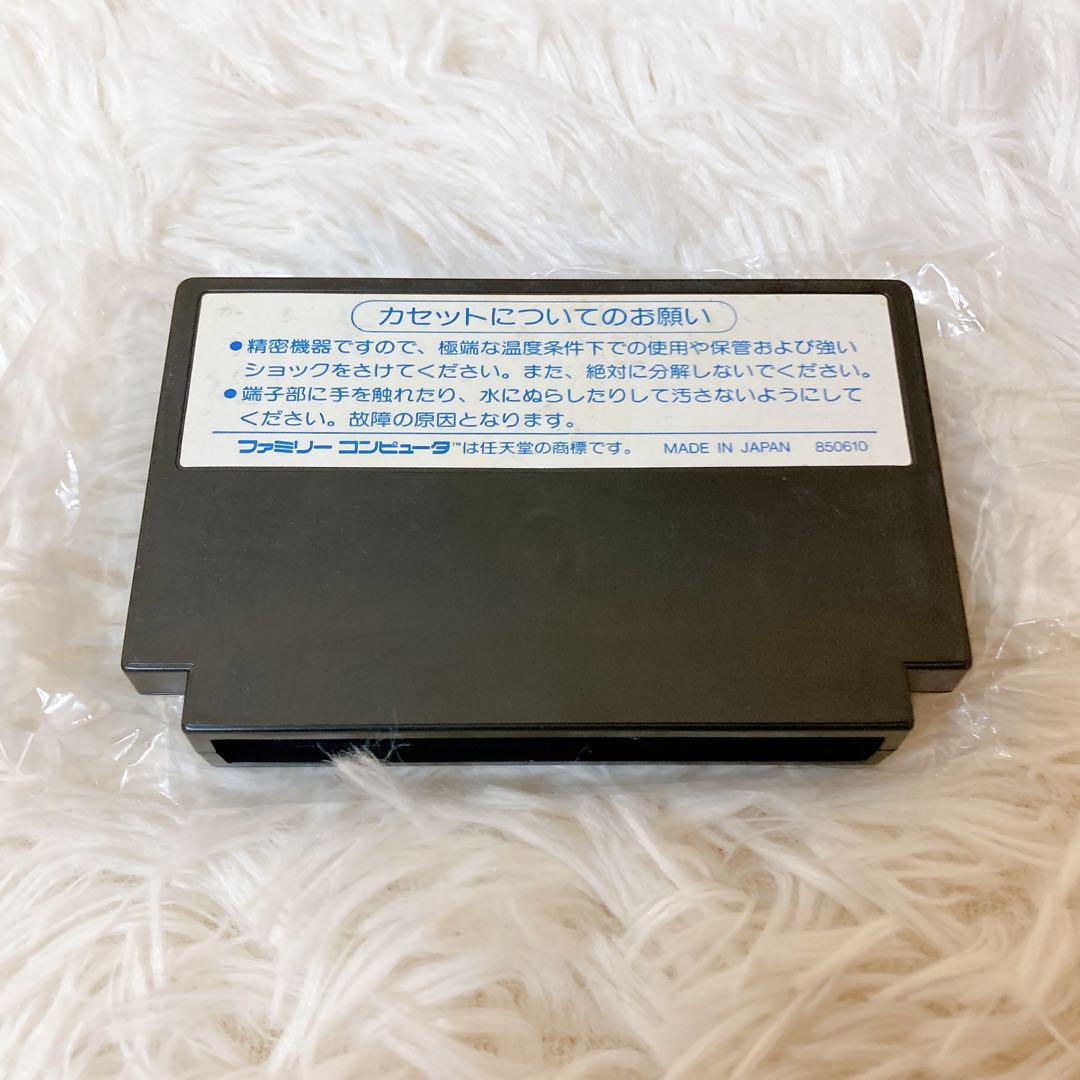 カセットについてのお願い
●精密機器ですので、極端な温度条件下での使用や保管および強い
ショックをさけてください。また、絶対に分解しないでください。
●端子部に手を触れたり、水にぬらしたりして汚さないようにして
ください。故障の原因となります。
ファミリー コンピュータ™は任天堂の商標です。 MADE IN JAPAN 850610